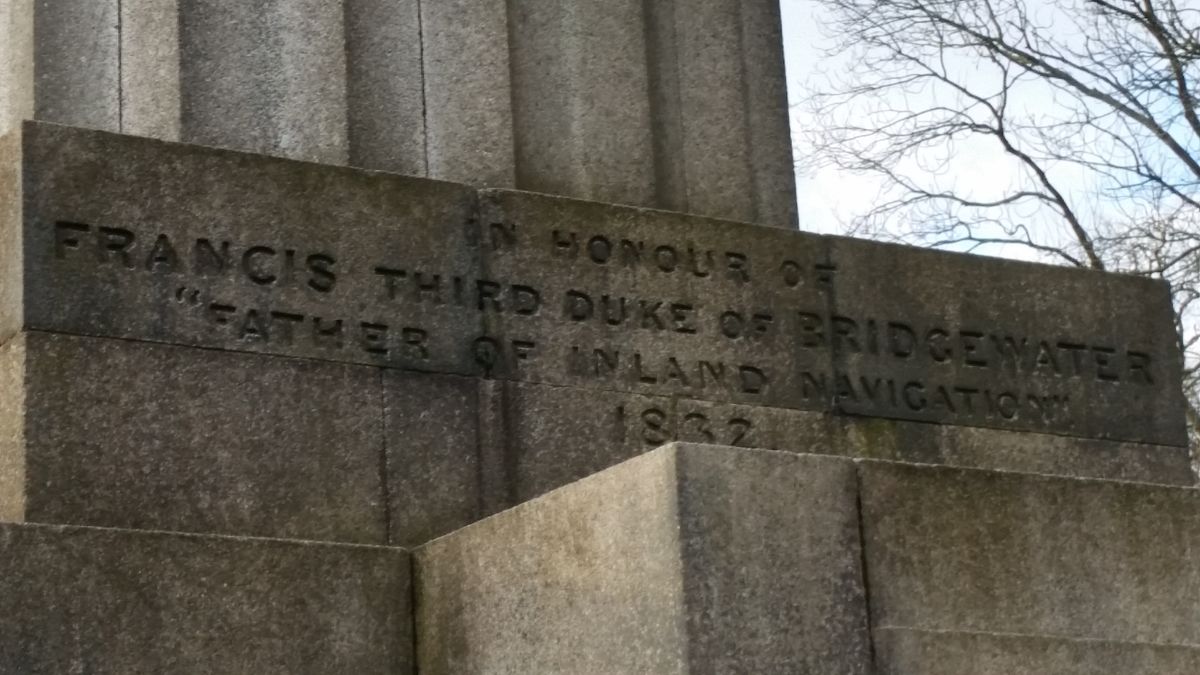 IN HONOUR OF
FRANCIS THIRD DUKE OF BRIDGEWATER
"FATHER OF INLAND NAVIGATION"
1832